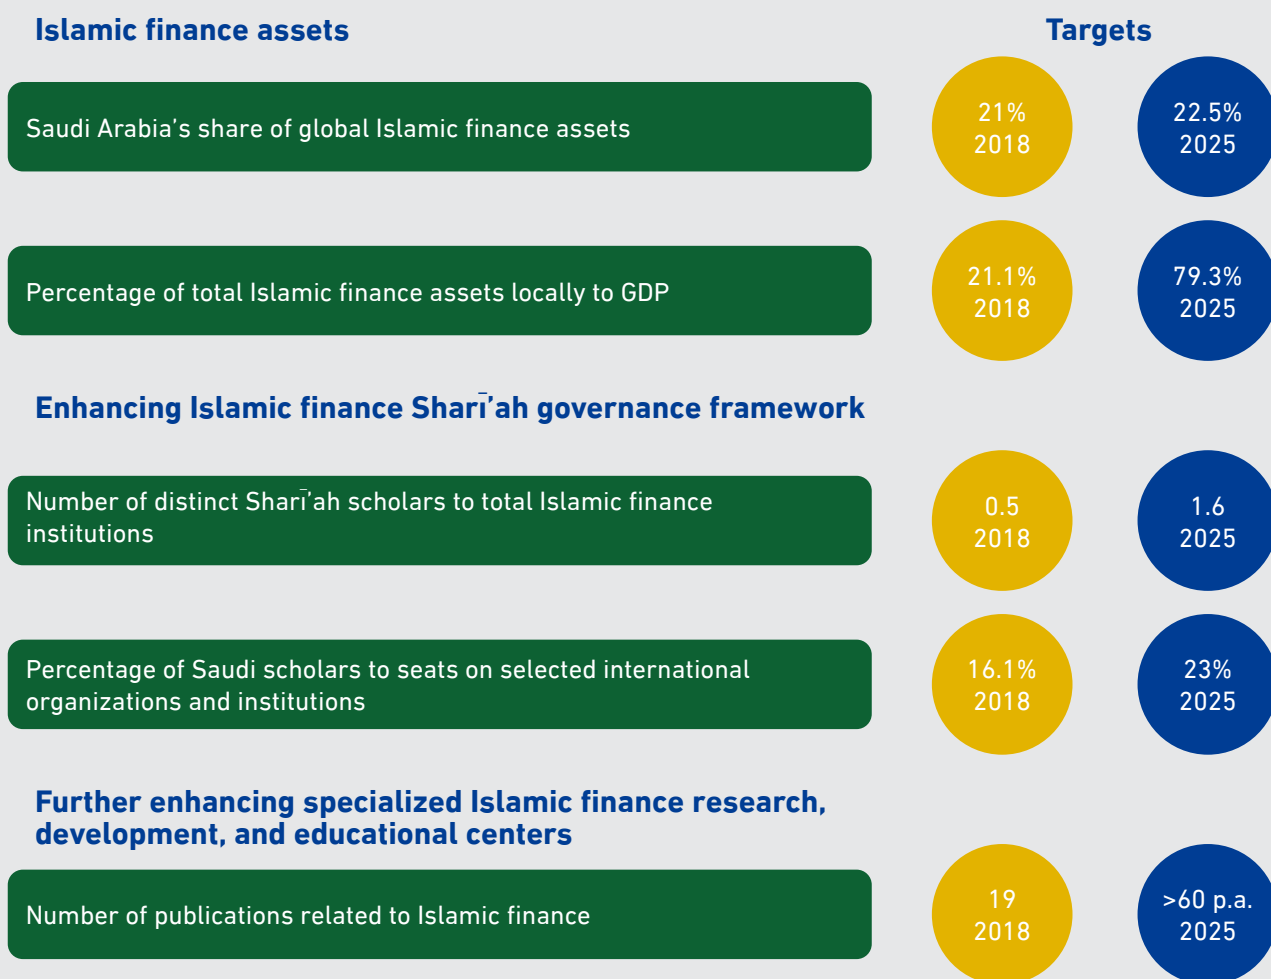 Islamic finance assets
Targets
Saudi Arabia’s share of global Islamic finance assets
21%
2018
22.5%
2025
Percentage of total Islamic finance assets locally to GDP
21.1%
2018
79.3%
2025
Enhancing Islamic finance Sharī’ah governance framework
Number of distinct Sharī’ah scholars to total Islamic finance
institutions
0.5
2018
1.6
2025
Percentage of Saudi scholars to seats on selected international
organizations and institutions
16.1%
2018
23%
2025
Further enhancing specialized Islamic finance research,
development, and educational centers
Number of publications related to Islamic finance
19
2018
>60 p.a.
2025